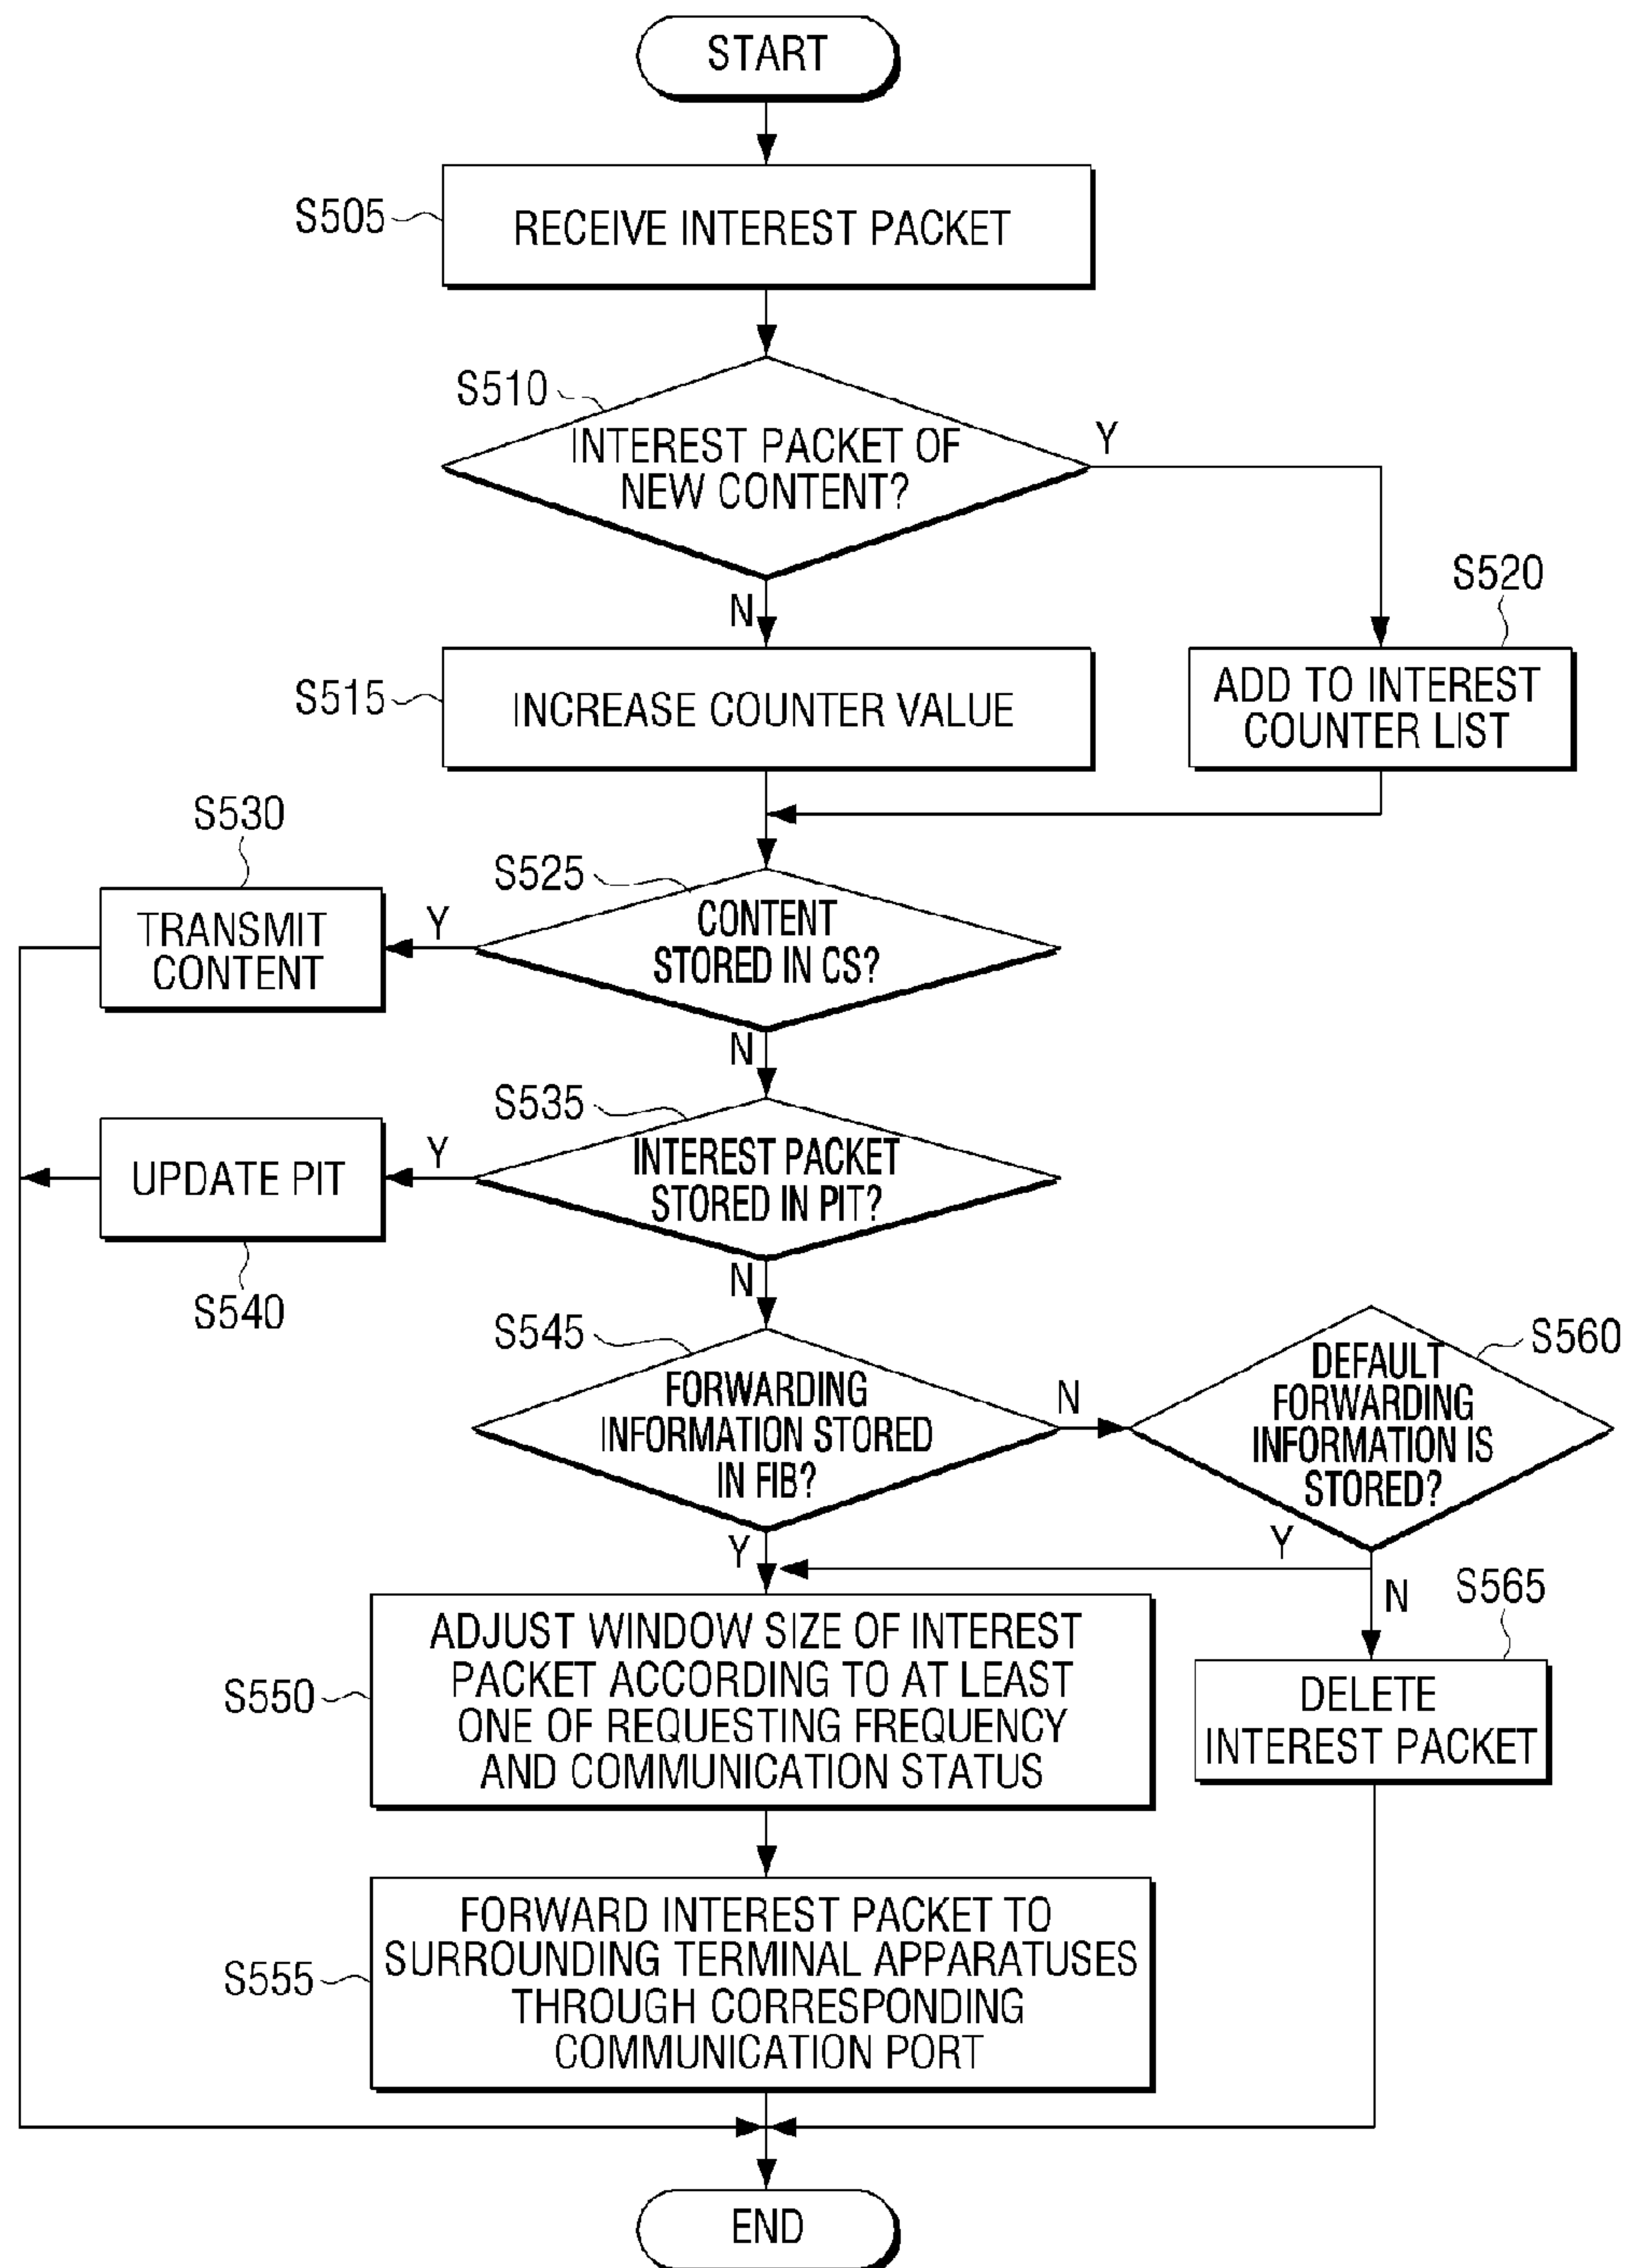 START
S505
RECEIVE INTEREST PACKET
S510
INTEREST PACKET OF
NEW CONTENT?
Y
N
S520
S515
INCREASE COUNTER VALUE
ADD TO INTEREST
COUNTER LIST
S530
S525
TRANSMIT
CONTENT
Y
CONTENT
STORED IN CS?
N
S535
UPDATE PIT
Y
INTEREST PACKET
STORED IN PIT?
S540
N
S545
FORWARDING
INFORMATION STORED
IN FIB?
N
S560
DEFAULT
FORWARDING
INFORMATION IS
STORED?
Y
Y
N
S565
S550
ADJUST WINDOW SIZE OF INTEREST
PACKET ACCORDING TO AT LEAST
ONE OF REQUESTING FREQUENCY
AND COMMUNICATION STATUS
DELETE
INTEREST PACKET
S555
FORWARD INTEREST PACKET TO
SURROUNDING TERMINAL APPARATUSES
THROUGH CORRESPONDING
COMMUNICATION PORT
END